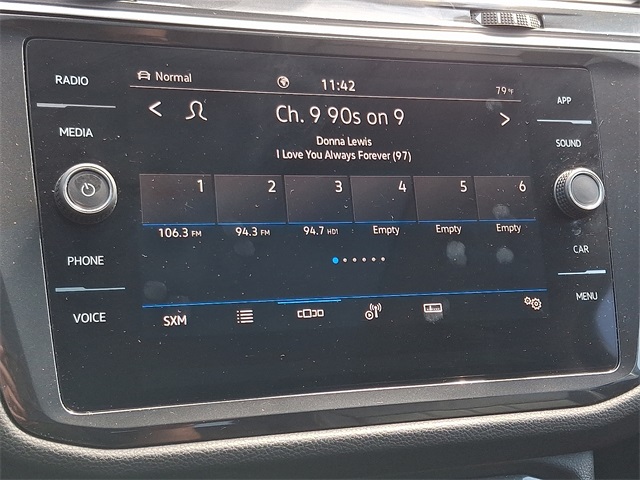 RADIO
Normal
11:42
79°F
APP
Ch. 9 90s on 9
MEDIA
SOUND
Donna Lewis
I Love You Always Forever (97)
1 2 3 4 5 6
106.3 FM 94.3 FM 94.7 HD1 Empty Empty Empty
PHONE
CAR
VOICE
SXM
MENU